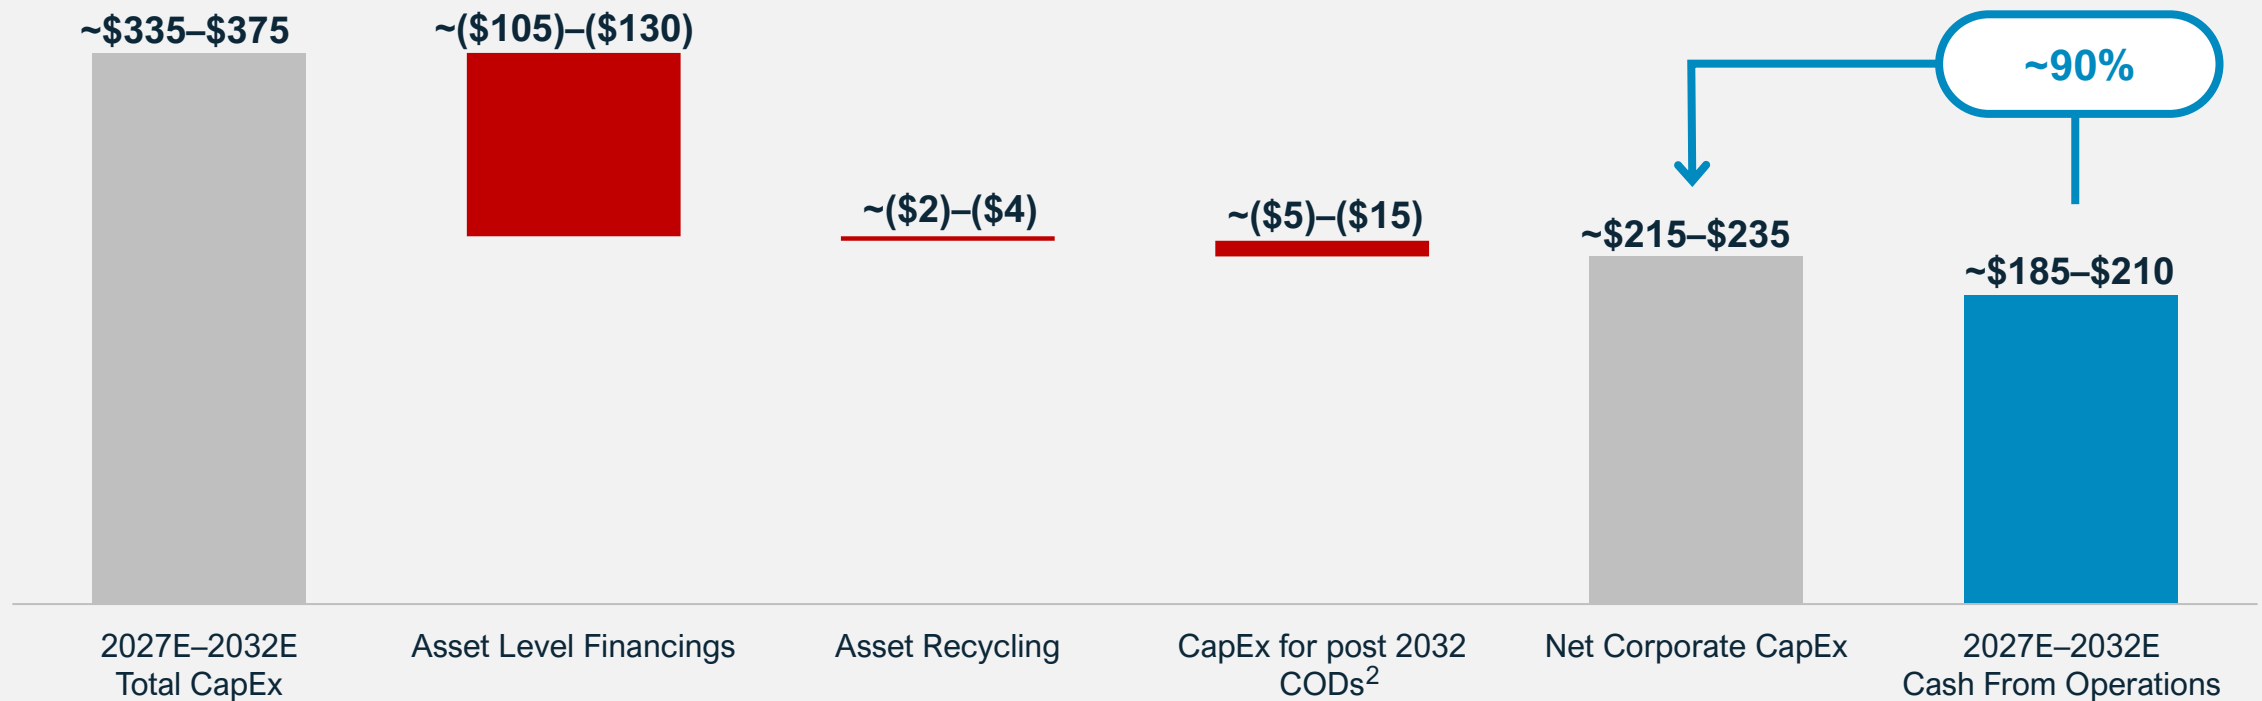 ~$335–$375
~($105)–($130)
~($2)–($4)
~($5)–($15)
~$215–$235
~$185–$210
~90%
2027E–2032E
Total CapEx
Asset Level Financings
Asset Recycling
CapEx for post 2032
CODs²
Net Corporate CapEx
2027E–2032E
Cash From Operations